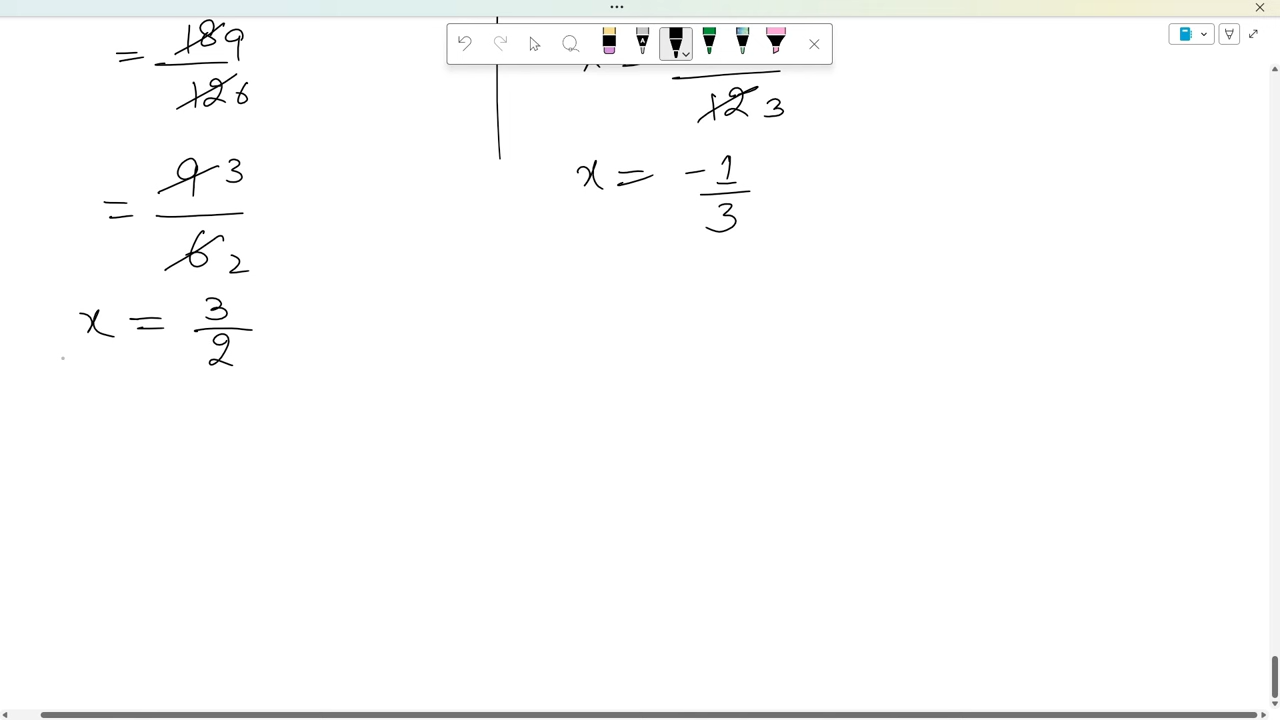 = 18 9
12 6
= 9 3
6 2
x = 3
2
12 3
x = - 1
3